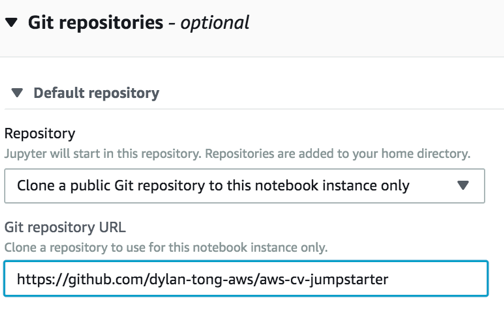 Git repositories - optional
Default repository
Repository
Jupyter will start in this repository. Repositories are added to your home directory.
Clone a public Git repository to this notebook instance only
Git repository URL
Clone a repository to use for this notebook instance only.
https://github.com/dylan-tong-aws/aws-cv-jumpstarter